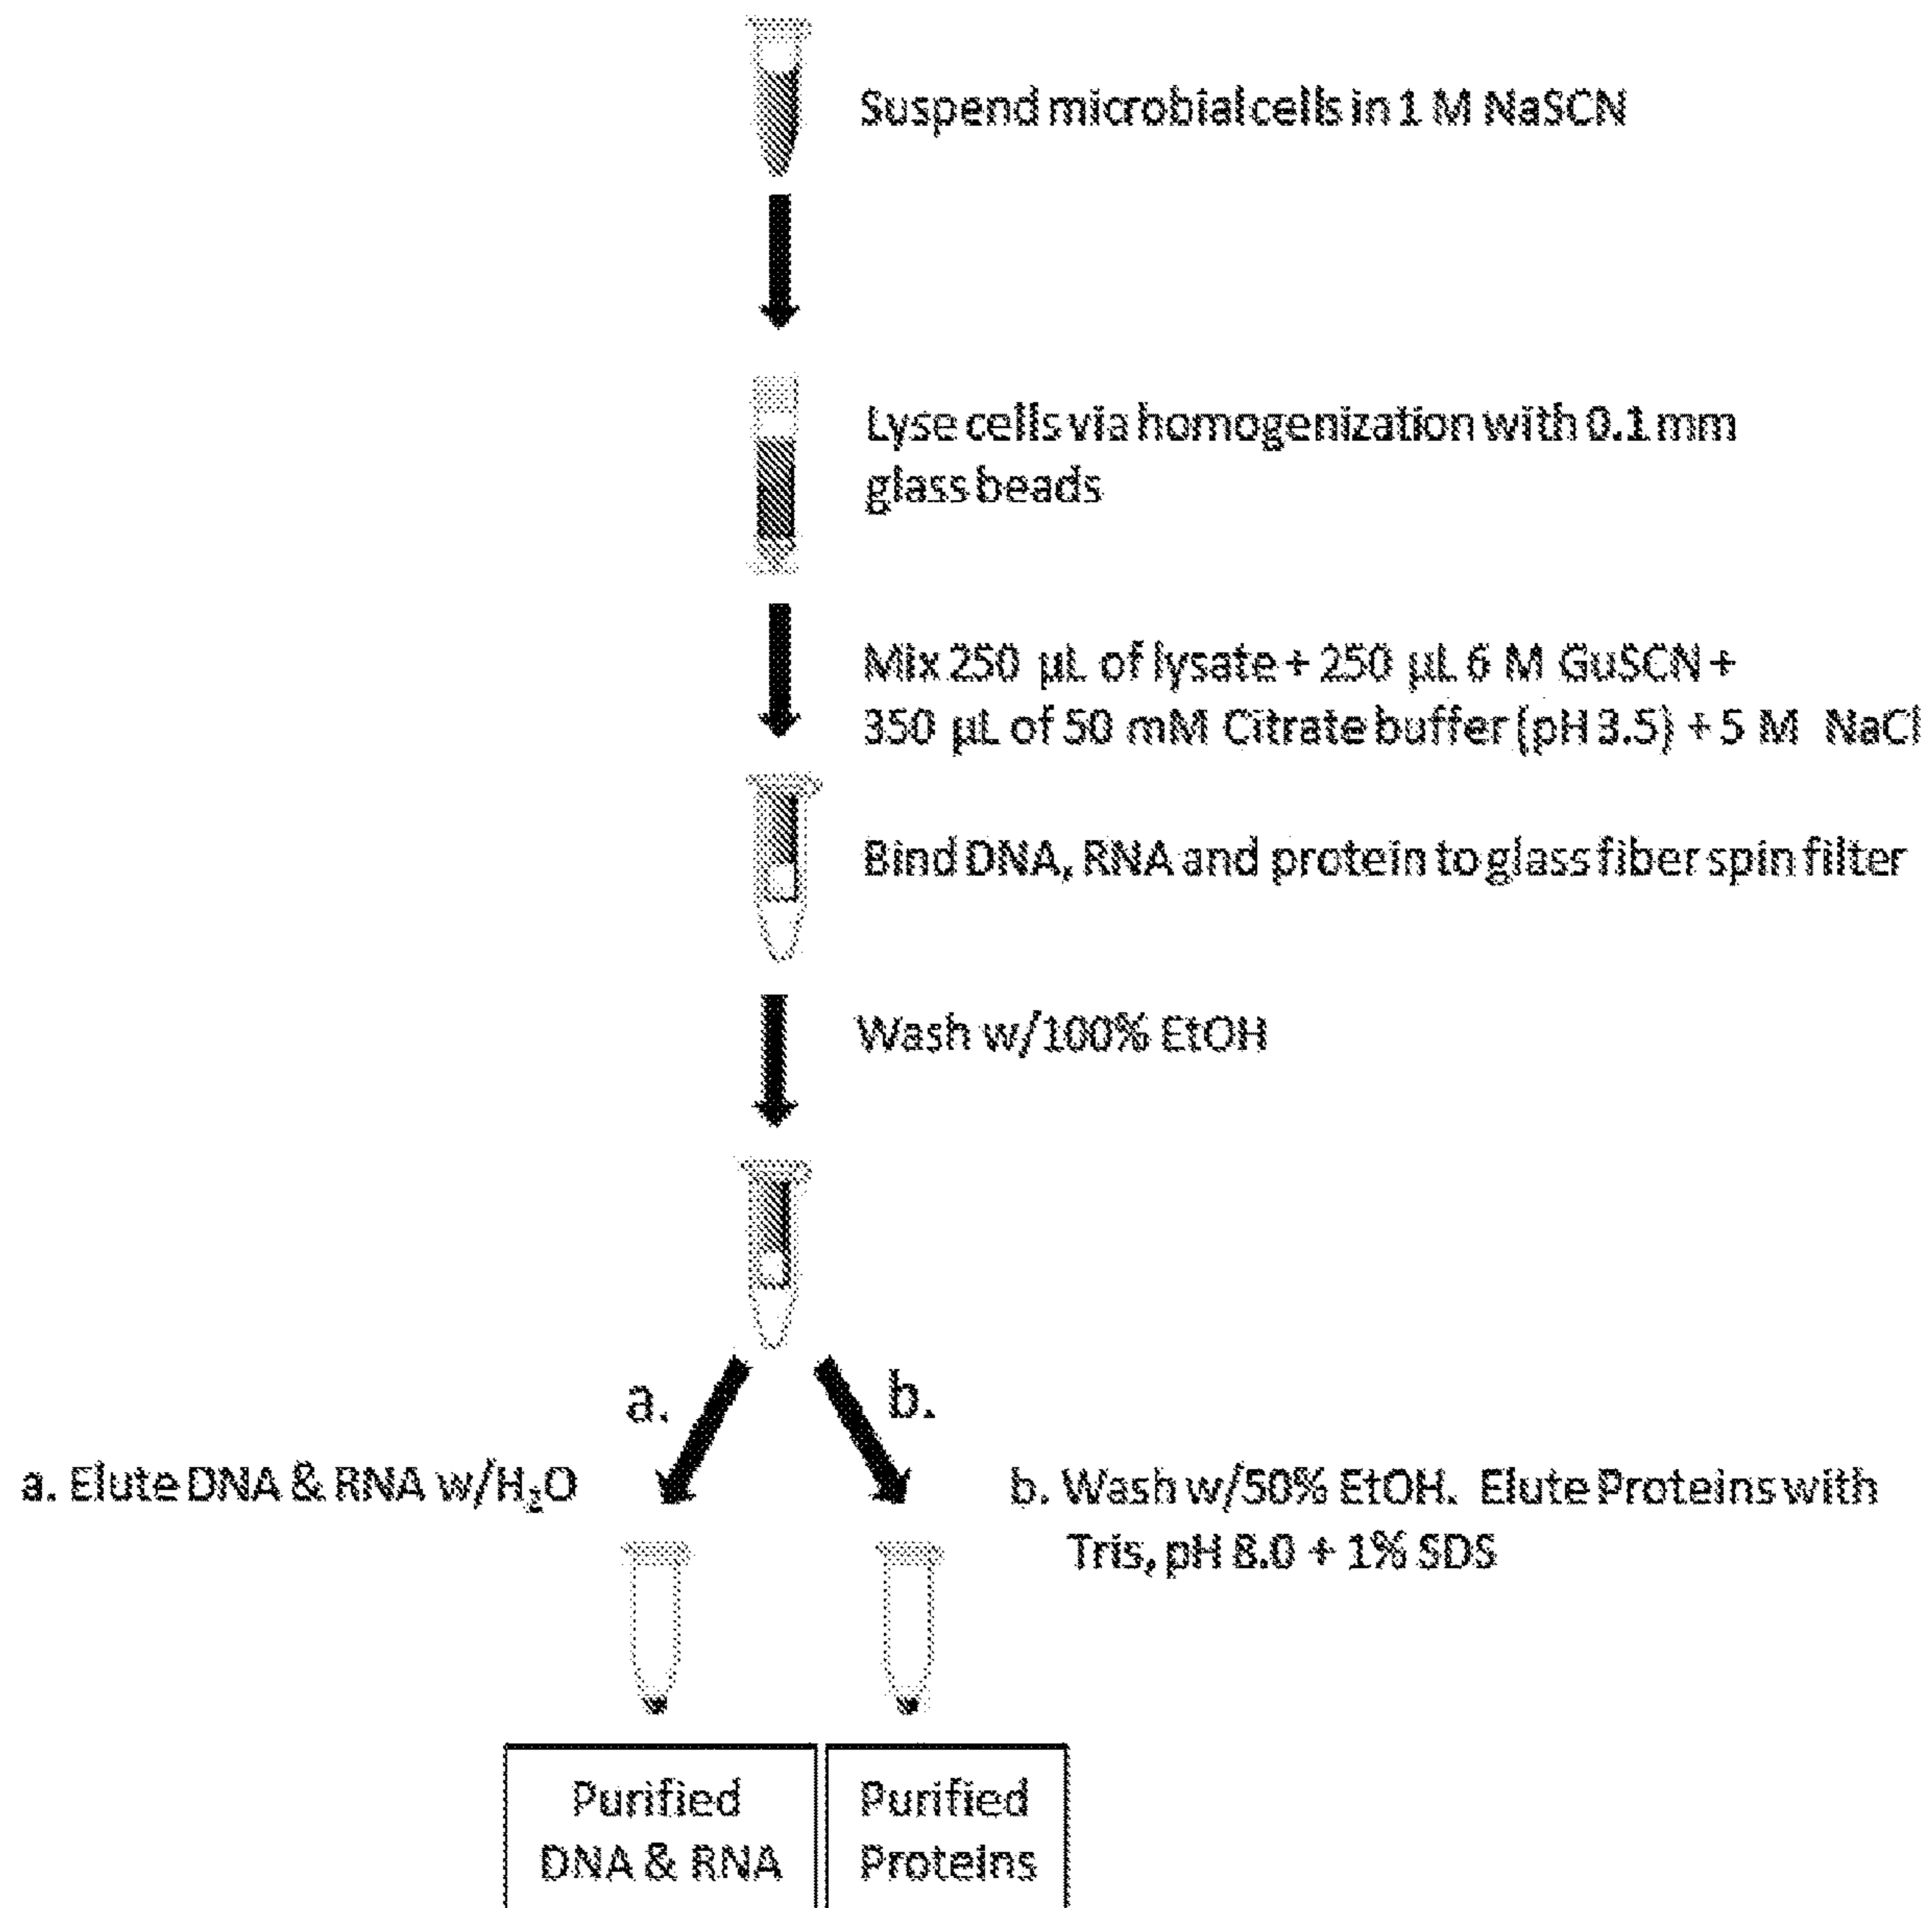 Suspend microbial cells in 1 M NaSCN
Lyse cells via homogenization with 0.1 mm
glass beads
Mix 250 µL of lysate + 250 µL 6 M GuSCN +
350 µL of 50 mM Citrate buffer (pH 3.5) + 5 M NaCl
Bind DNA, RNA and protein to glass fiber spin filter
Wash w/100% EtOH
a.
b.
a. Elute DNA & RNA w/H₂O
b. Wash w/50% EtOH. Elute Proteins with
Tris, pH 8.0 + 1% SDS
Purified
DNA & RNA
Purified
Proteins